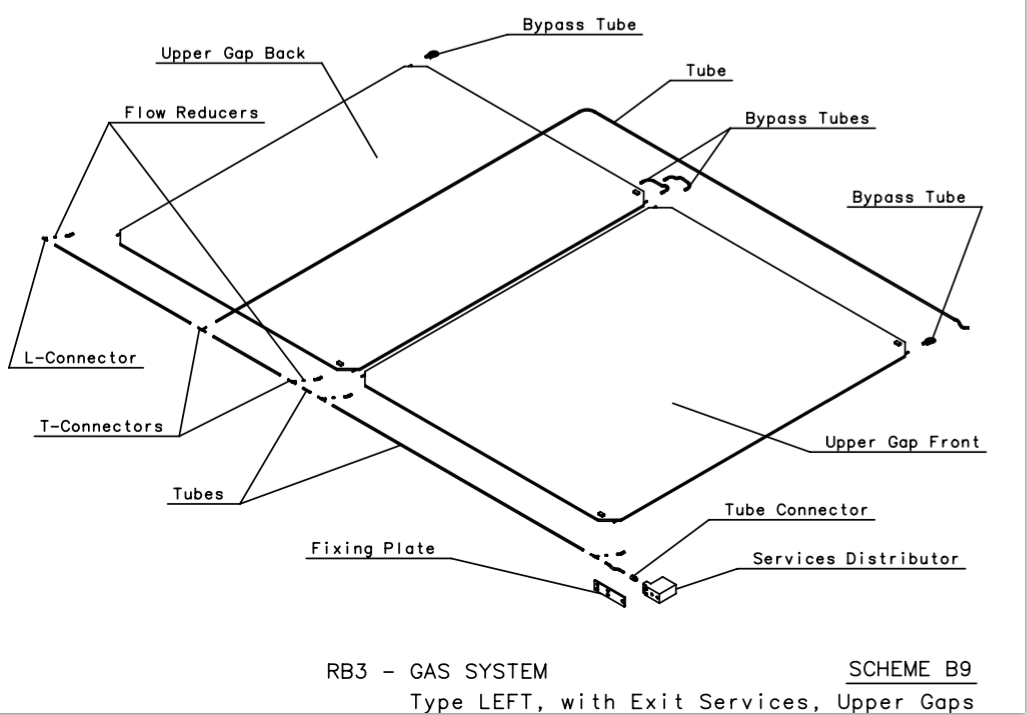 Bypass Tube
Upper Gap Back
Tube
Flow Reducers
Bypass Tubes
Bypass Tube
L-Connector
T-Connectors
Upper Gap Front
Tubes
Tube Connector
Fixing Plate
Services Distributor
RB3 - GAS SYSTEM
SCHEME B9
Type LEFT, with Exit Services, Upper Gaps